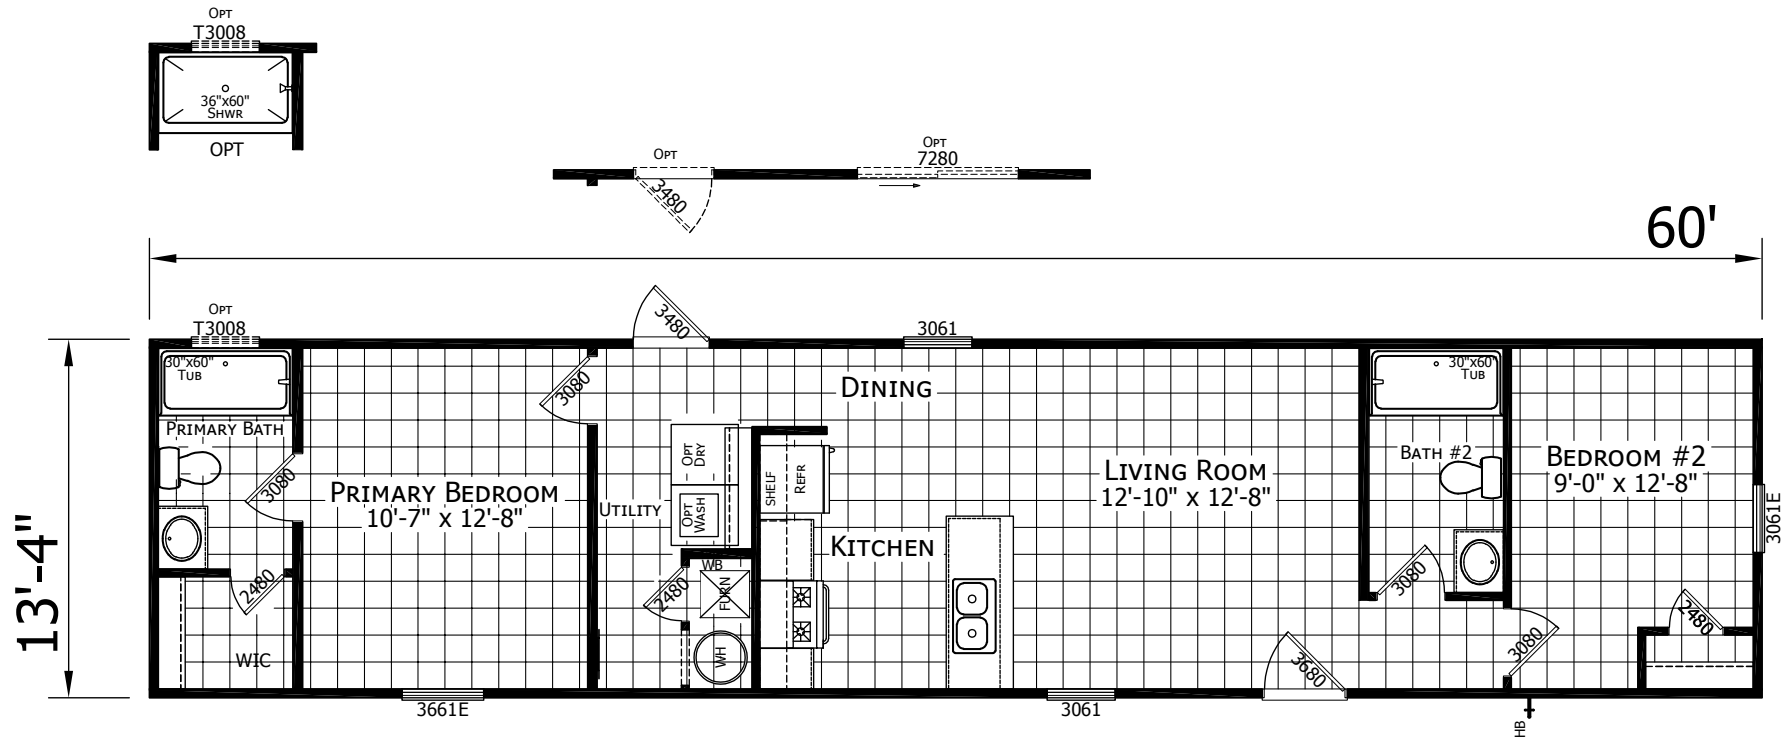 OPT
T3008
36"x60"
SHWR
OPT
OPT
3480
OPT
7280
60'
13'-4"
OPT
T3008
30"x60"
TUB
PRIMARY BATH
3080
2480
WIC
PRIMARY BEDROOM
10'-7" x 12'-8"
3661E
3080
3480
UTILITY
OPT
DRY
OPT
WASH
WB
2480
FURN
WH
3061
DINING
SHELF
REFR
KITCHEN
LIVING ROOM
12'-10" x 12'-8"
3061
3680
30"x60"
TUB
BATH #2
3080
BEDROOM #2
9'-0" x 12'-8"
3080
2480
3061E
HB